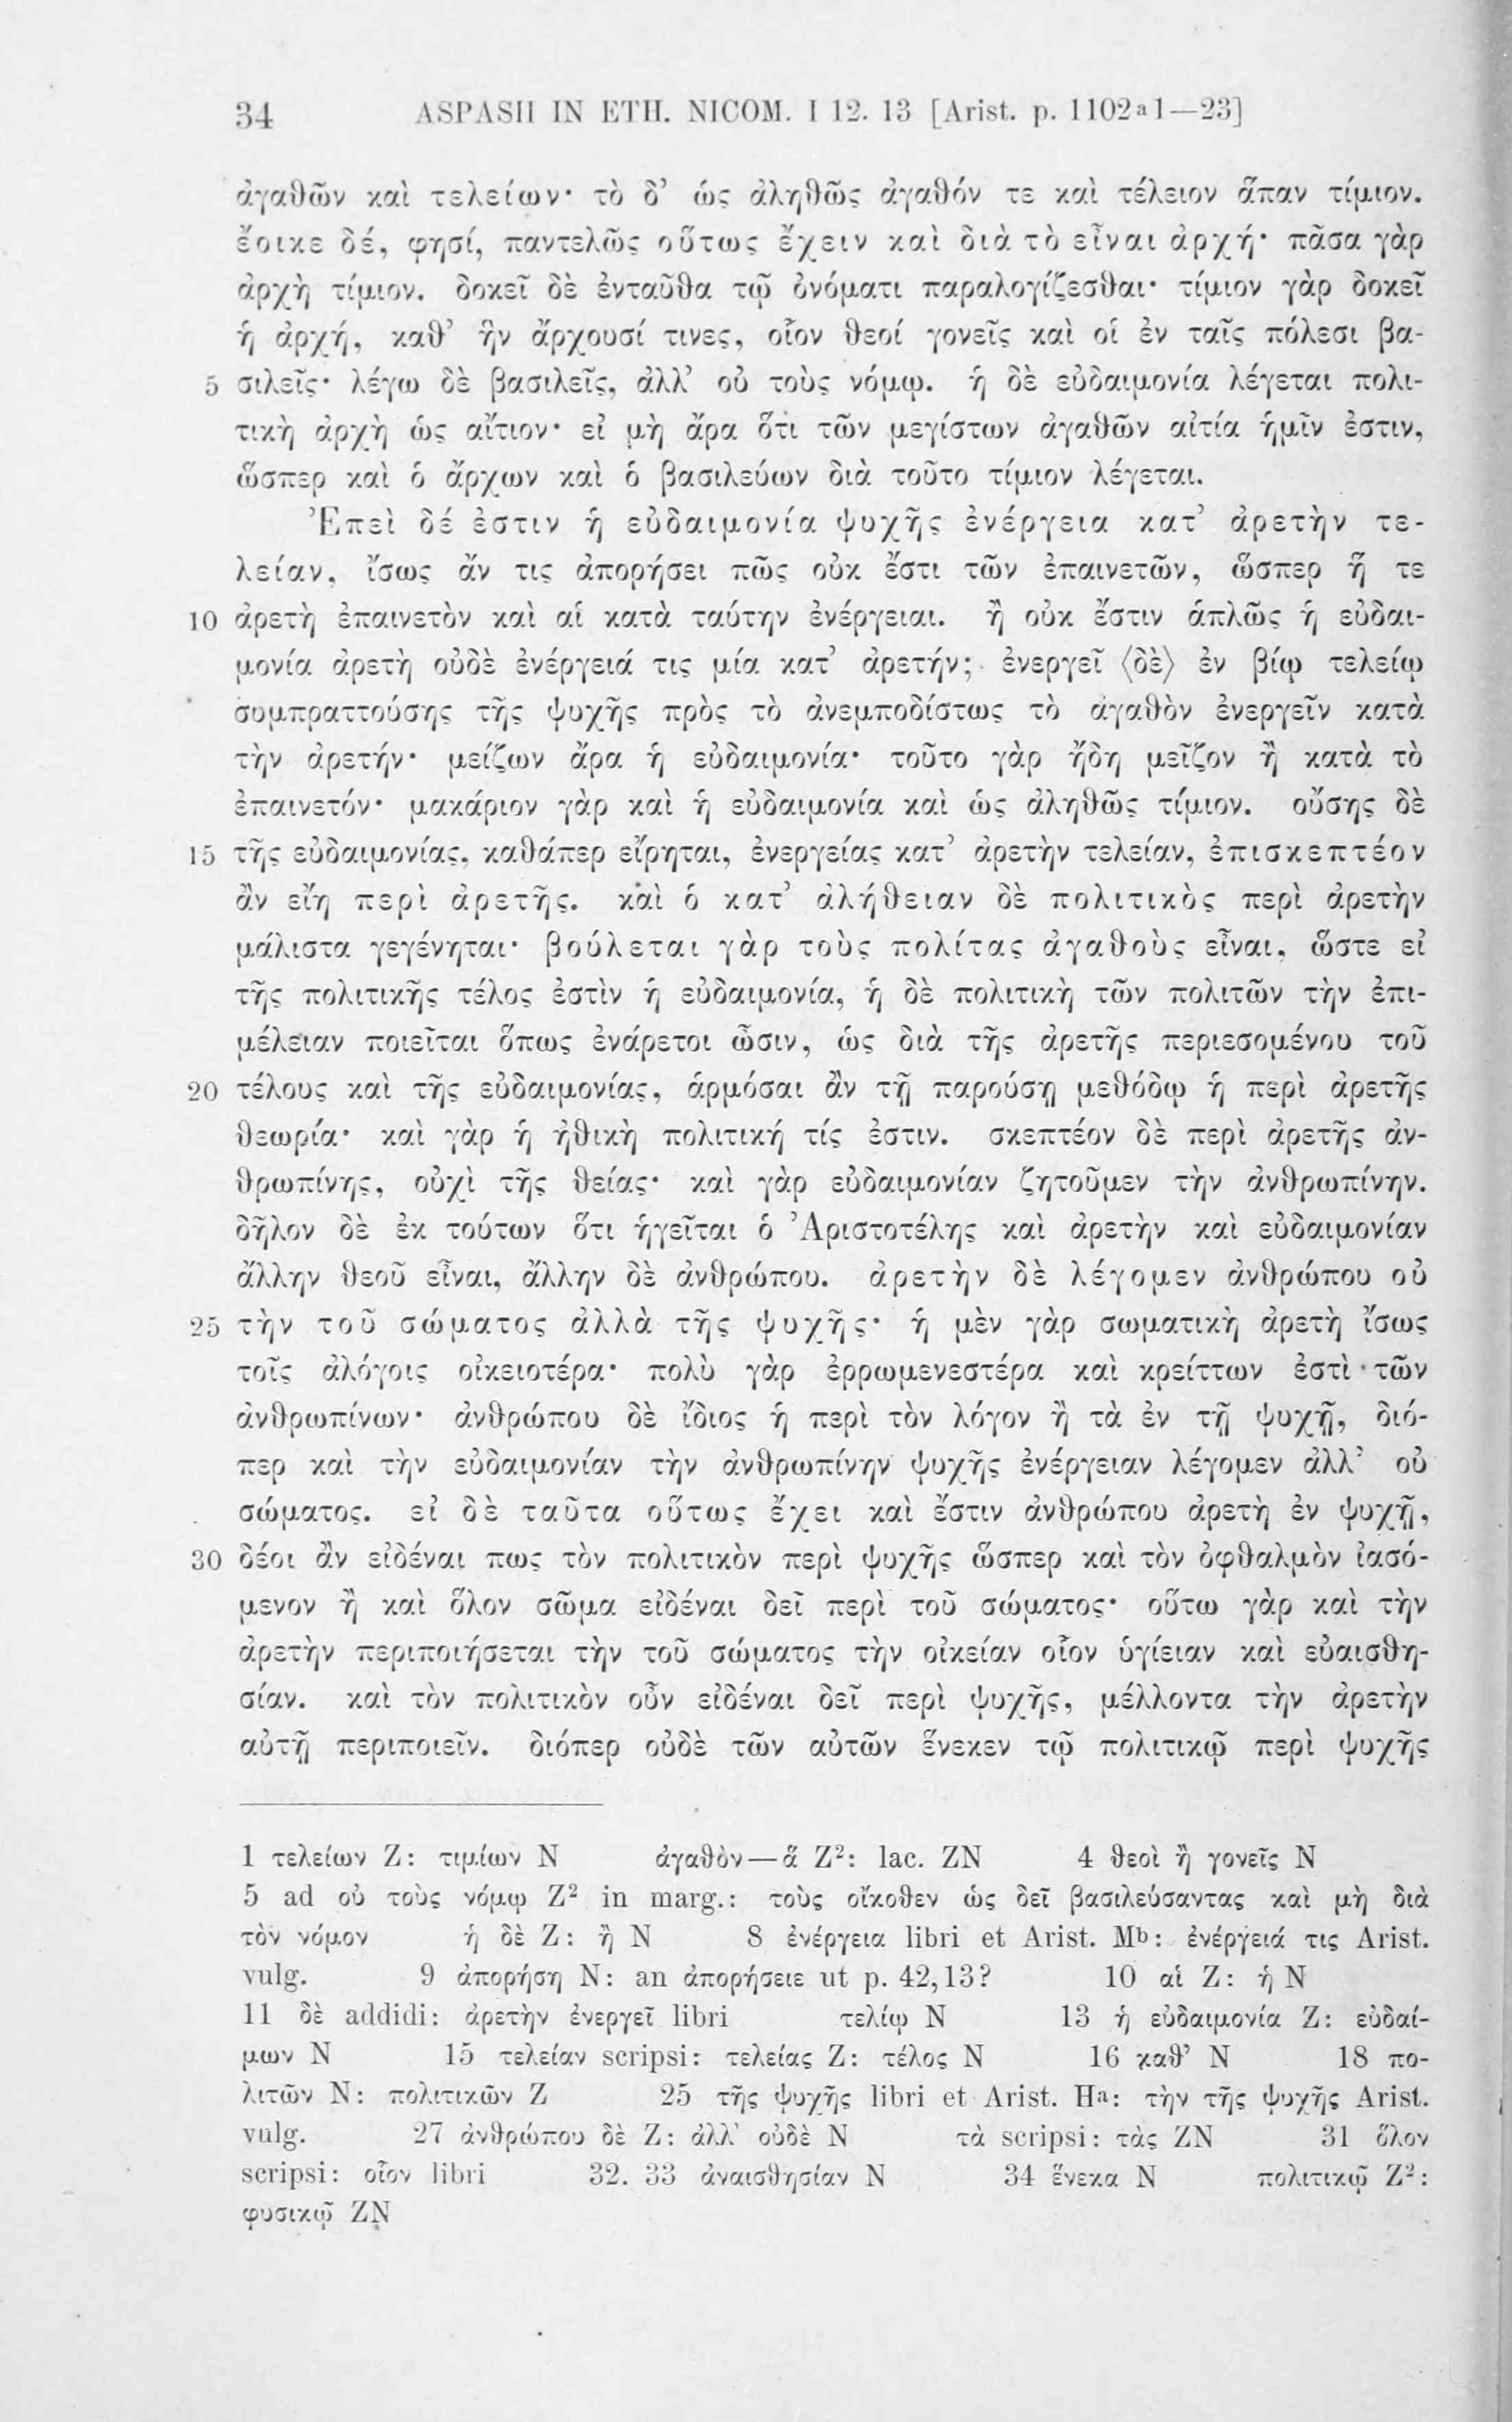 34 ASPASII IN ETH. NICOM. I 12. 13 [Arist. p. 1102a1—23]
ἀγαθῶν καὶ τελείων· τὸ δ’ ὡς ἀληθῶς ἀγαθόν τε καὶ τέλειον ἅπαν τίμιον.
ἔοικε δέ, φησί, παντελῶς οὕτως ἔχειν καὶ διὰ τὸ εἶναι ἀρχή· πᾶσα γὰρ
ἀρχὴ τίμιον. δοκεῖ δὲ ἐνταῦθα τῷ ὀνόματι παραλογίζεσθαι· τίμιον γὰρ δοκεῖ
ἡ ἀρχή, καθ’ ἣν ἄρχουσί τινες, οἷον θεοί γονεῖς καὶ οἱ ἐν ταῖς πόλεσι βα-
5 σιλεῖς· λέγω δὲ βασιλεῖς, ἀλλ’ οὐ τοὺς νόμῳ. ἡ δὲ εὐδαιμονία λέγεται πολι-
τικὴ ἀρχὴ ὡς αἴτιον· εἰ μὴ ἄρα ὅτι τῶν μεγίστων ἀγαθῶν αἰτία ἡμῖν ἐστιν,
ὥσπερ καὶ ὁ ἄρχων καὶ ὁ βασιλεύων διὰ τοῦτο τίμιον λέγεται.
Ἐπεὶ δέ ἐστιν ἡ εὐδαιμονία ψυχῆς ἐνέργεια κατ’ ἀρετὴν τε-
λείαν, ἴσως ἄν τις ἀπορήσει πῶς οὐκ ἔστι τῶν ἐπαινετῶν, ὥσπερ ἥ τε
10 ἀρετὴ ἐπαινετὸν καὶ αἱ κατὰ ταύτην ἐνέργειαι. ἢ οὐκ ἔστιν ἁπλῶς ἡ εὐδαι-
μονία ἀρετὴ οὐδὲ ἐνέργειά τις μία κατ’ ἀρετήν; ἐνεργεῖ ⟨δὲ⟩ ἐν βίῳ τελείῳ
συμπραττούσης τῆς ψυχῆς πρὸς τὸ ἀνεμποδίστως τὸ ἀγαθὸν ἐνεργεῖν κατὰ
τὴν ἀρετήν· μείζων ἄρα ἡ εὐδαιμονία· τοῦτο γὰρ ἤδη μεῖζον ἢ κατὰ τὸ
ἐπαινετόν· μακάριον γὰρ καὶ ἡ εὐδαιμονία καὶ ὡς ἀληθῶς τίμιον. οὔσης δὲ
15 τῆς εὐδαιμονίας, καθάπερ εἴρηται, ἐνεργείας κατ’ ἀρετὴν τελείαν, ἐπισκεπτέον
ἂν εἴη περὶ ἀρετῆς. καὶ ὁ κατ’ ἀλήθειαν δὲ πολιτικὸς περὶ ἀρετὴν
μάλιστα γεγένηται· βούλεται γὰρ τοὺς πολίτας ἀγαθοὺς εἶναι, ὥστε εἰ
τῆς πολιτικῆς τέλος ἐστὶν ἡ εὐδαιμονία, ἡ δὲ πολιτικὴ τῶν πολιτῶν τὴν ἐπι-
μέλειαν ποιεῖται ὅπως ἐνάρετοι ὦσιν, ὡς διὰ τῆς ἀρετῆς περιεσομένου τοῦ
20 τέλους καὶ τῆς εὐδαιμονίας, ἁρμόσαι ἂν τῇ παρούσῃ μεθόδῳ ἡ περὶ ἀρετῆς
θεωρία· καὶ γὰρ ἡ ἠθικὴ πολιτική τίς ἐστιν. σκεπτέον δὲ περὶ ἀρετῆς ἀν-
θρωπίνης, οὐχὶ τῆς θείας· καὶ γὰρ εὐδαιμονίαν ζητοῦμεν τὴν ἀνθρωπίνην.
δῆλον δὲ ἐκ τούτων ὅτι ἡγεῖται ὁ Ἀριστοτέλης καὶ ἀρετὴν καὶ εὐδαιμονίαν
ἄλλην θεοῦ εἶναι, ἄλλην δὲ ἀνθρώπου. ἀρετὴν δὲ λέγομεν ἀνθρώπου οὐ
25 τὴν τοῦ σώματος ἀλλὰ τῆς ψυχῆς· ἡ μὲν γὰρ σωματικὴ ἀρετὴ ἴσως
τοῖς ἀλόγοις οἰκειοτέρα· πολὺ γὰρ ἐρρωμενεστέρα καὶ κρείττων ἐστὶ τῶν
ἀνθρωπίνων· ἀνθρώπου δὲ ἴδιος ἡ περὶ τὸν λόγον ἢ τὰ ἐν τῇ ψυχῇ, διό-
περ καὶ τὴν εὐδαιμονίαν τὴν ἀνθρωπίνην ψυχῆς ἐνέργειαν λέγομεν ἀλλ’ οὐ
σώματος. εἰ δὲ ταῦτα οὕτως ἔχει καὶ ἔστιν ἀνθρώπου ἀρετὴ ἐν ψυχῇ,
30 δέοι ἂν εἰδέναι πως τὸν πολιτικὸν περὶ ψυχῆς ὥσπερ καὶ τὸν ὀφθαλμὸν ἰασό-
μενον ἢ καὶ ὅλον σῶμα εἰδέναι δεῖ περὶ τοῦ σώματος· οὕτω γὰρ καὶ τὴν
ἀρετὴν περιποιήσεται τὴν τοῦ σώματος τὴν οἰκείαν οἷον ὑγίειαν καὶ εὐαισθη-
σίαν. καὶ τὸν πολιτικὸν οὖν εἰδέναι δεῖ περὶ ψυχῆς, μέλλοντα τὴν ἀρετὴν
αὐτῇ περιποιεῖν. διόπερ οὐδὲ τῶν αὐτῶν ἕνεκεν τῷ πολιτικῷ περὶ ψυχῆς
1 τελείων Z: τιμίων N ἀγαθὸν—ἅ Z²: lac. ZN 4 θεοὶ ἢ γονεῖς N
5 ad οὐ τοὺς νόμῳ Z² in marg.: τοὺς οἴκοθεν ὡς δεῖ βασιλεύσαντας καὶ μὴ διὰ
τὸν νόμον ἡ δὲ Z: ἢ N 8 ἐνέργεια libri et Arist. Mb: ἐνέργειά τις Arist.
vulg. 9 ἀπορήσῃ N: an ἀπορήσειε ut p. 42,13? 10 αἱ Z: ἡ N
11 δὲ addidi: ἀρετὴν ἐνεργεῖ libri τελίῳ N 13 ἡ εὐδαιμονία Z: εὐδαί-
μων N 15 τελείαν scripsi: τελείας Z: τέλος N 16 καθ’ N 18 πο-
λιτῶν N: πολιτικῶν Z 25 τῆς ψυχῆς libri et Arist. Ha: τὴν τῆς ψυχῆς Arist.
vulg. 27 ἀνθρώπου δὲ Z: ἀλλ’ οὐδὲ N τὰ scripsi: τὰς ZN 31 ὅλον
scripsi: οἷον libri 32. 33 ἀναισθησίαν N 34 ἕνεκα N πολιτικῷ Z²:
φυσικῷ ZN